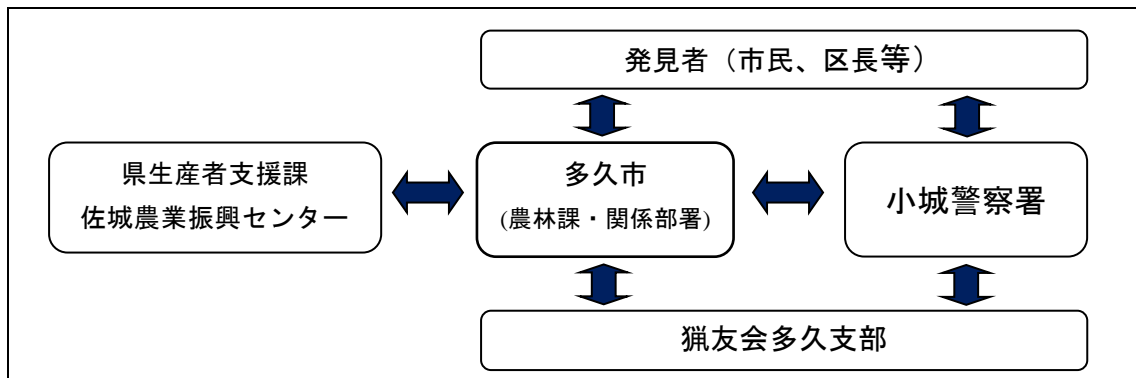 発見者（市民、区長等）
県生産者支援課
佐城農業振興センター
多久市
(農林課・関係部署)
小城警察署
猟友会多久支部